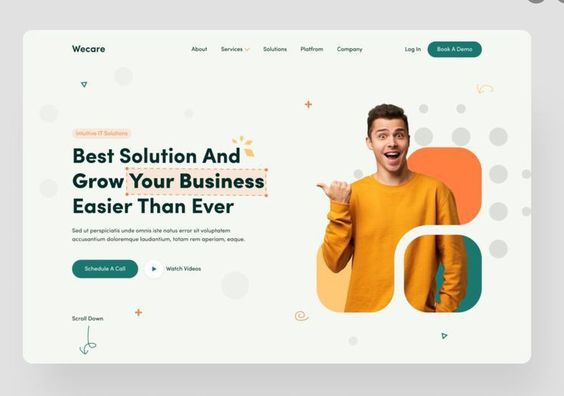 Wecare
About
Services
Solutions
Platfrom
Company
Log In
Book A Demo
Intuitive IT Solutions
Best Solution And
Grow Your Business
Easier Than Ever
Sed ut perspiciatis unde omnis iste natus error sit voluptatem
accusantium doloremque laudantium, totam rem aperiam, eaque.
Schedule A Call
Watch Videos
Scroll Down